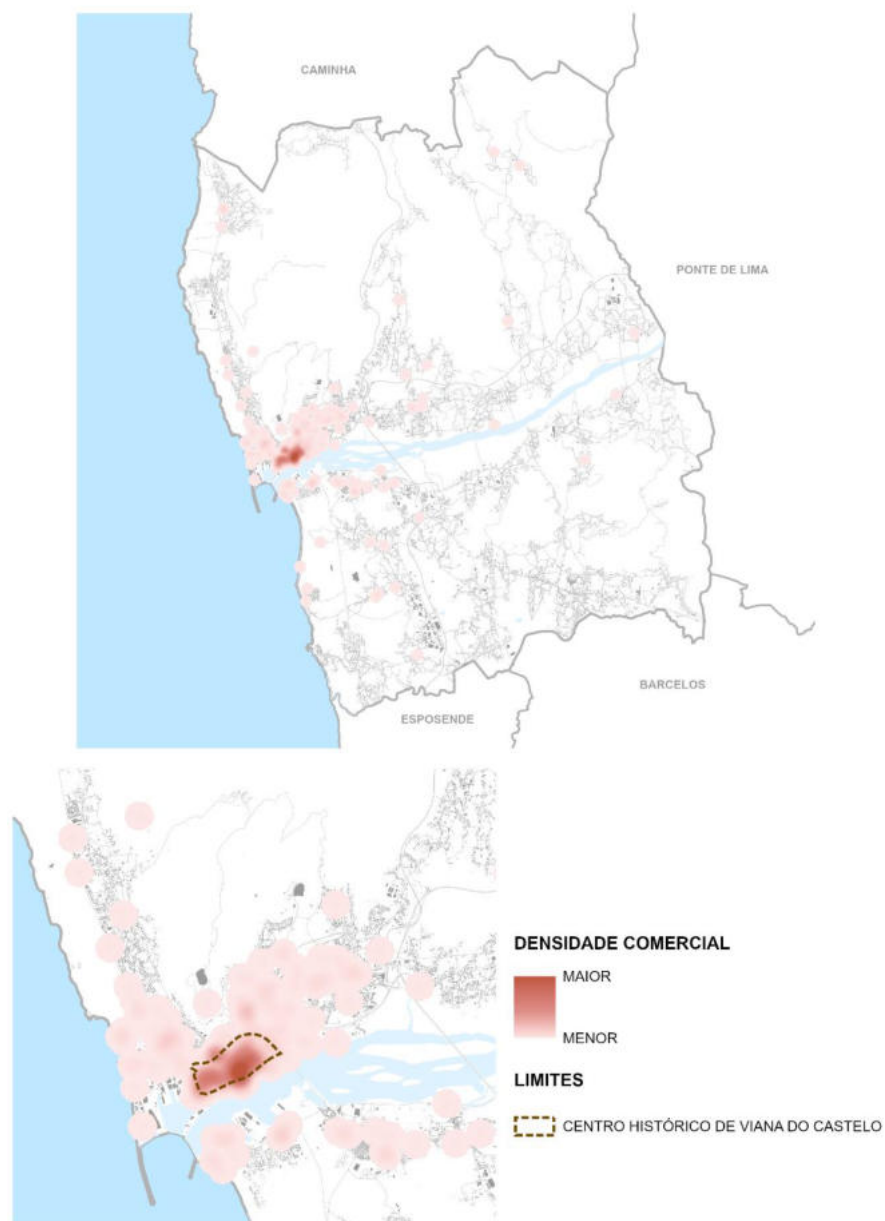 CAMINHA
PONTE DE LIMA
BARCELOS
ESPOSENDE
DENSIDADE COMERCIAL
MAIOR
MENOR
LIMITES
CENTRO HISTÓRICO DE VIANA DO CASTELO